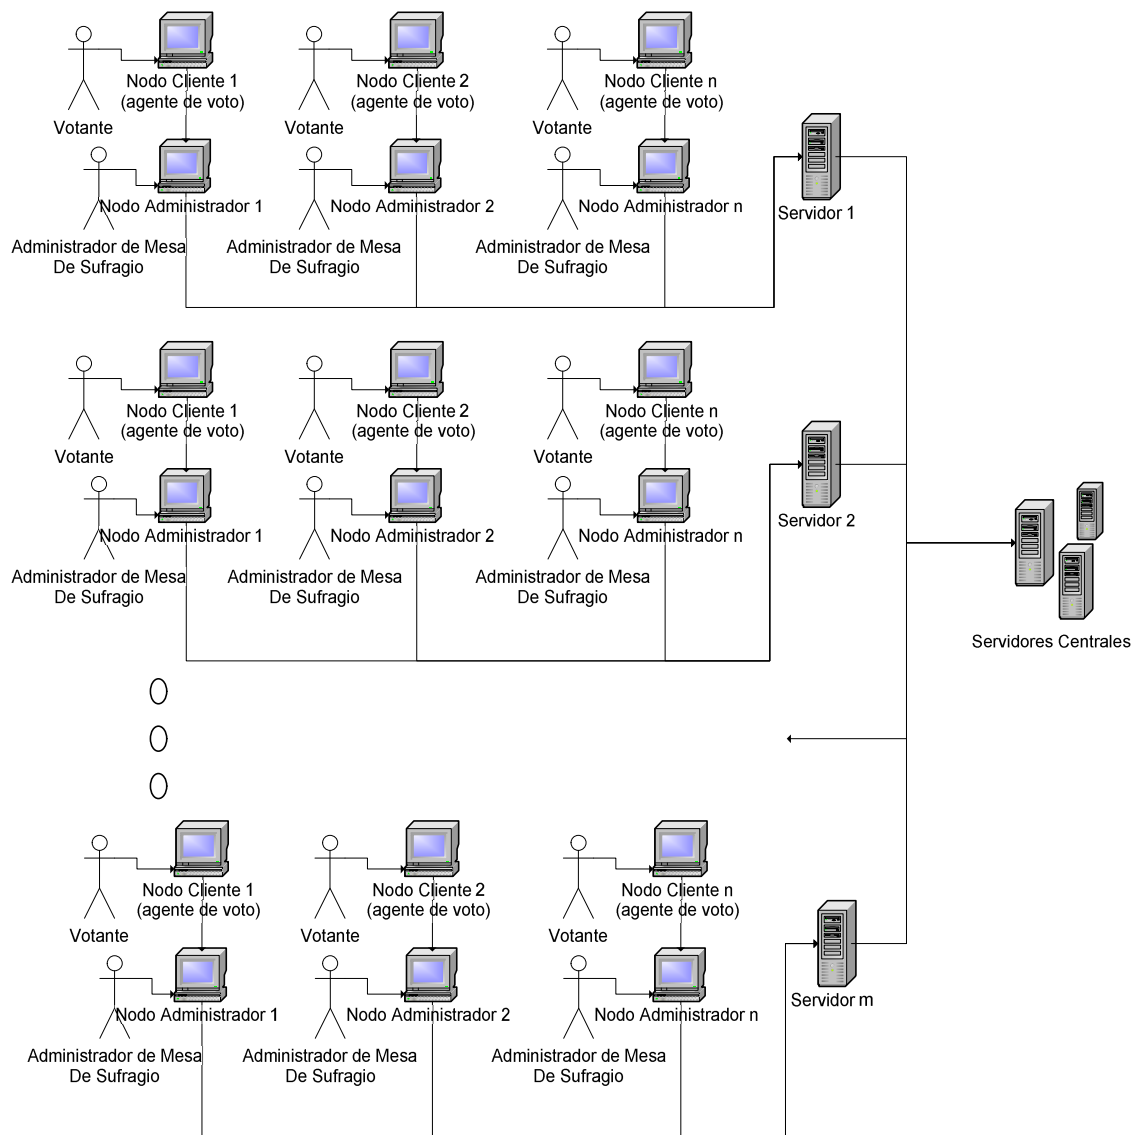 Nodo Cliente 1
(agente de voto)
Votante
Nodo Cliente 2
(agente de voto)
Votante
Nodo Cliente n
(agente de voto)
Votante
Nodo Administrador 1
Administrador de Mesa
De Sufragio
Nodo Administrador 2
Administrador de Mesa
De Sufragio
Nodo Administrador n
Administrador de Mesa
De Sufragio
Servidor 1
Nodo Cliente 1
(agente de voto)
Votante
Nodo Cliente 2
(agente de voto)
Votante
Nodo Cliente n
(agente de voto)
Votante
Nodo Administrador 1
Administrador de Mesa
De Sufragio
Nodo Administrador 2
Administrador de Mesa
De Sufragio
Nodo Administrador n
Administrador de Mesa
De Sufragio
Servidor 2
Servidores Centrales
Nodo Cliente 1
(agente de voto)
Votante
Nodo Cliente 2
(agente de voto)
Votante
Nodo Cliente n
(agente de voto)
Votante
Nodo Administrador 1
Administrador de Mesa
De Sufragio
Nodo Administrador 2
Administrador de Mesa
De Sufragio
Nodo Administrador n
Administrador de Mesa
De Sufragio
Servidor m